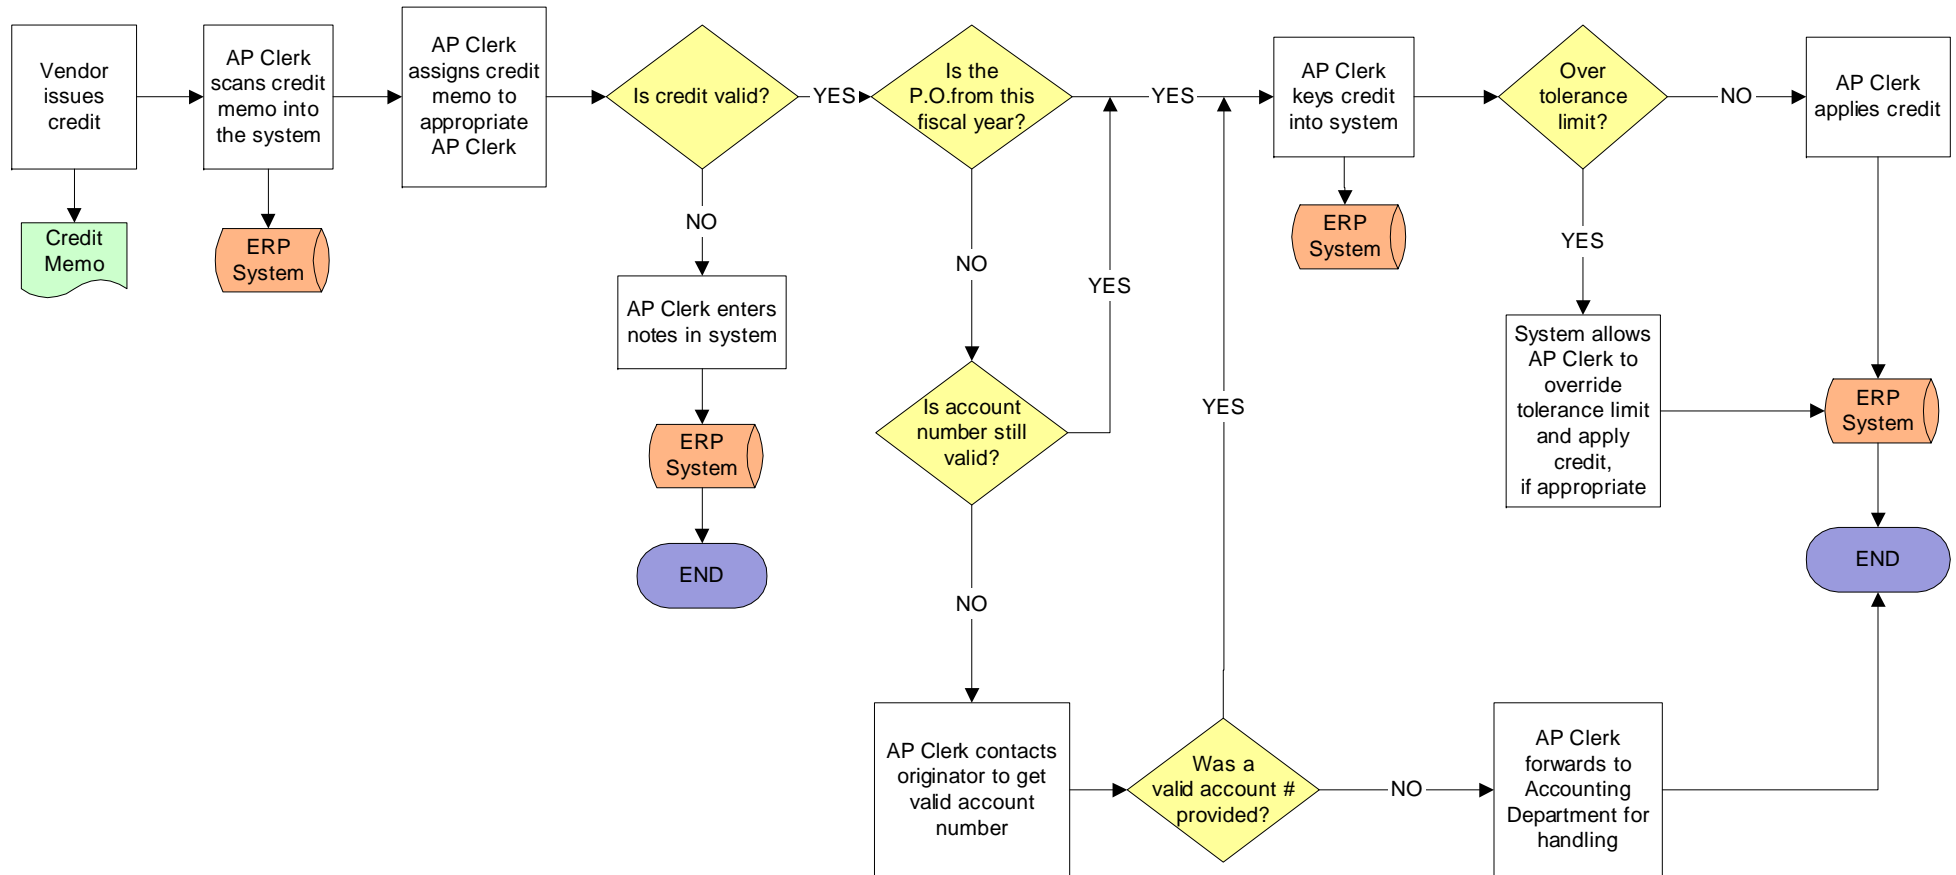 Vendor
issues
credit
AP Clerk
scans credit
memo into
the system
AP Clerk
assigns credit
memo to
appropriate
AP Clerk
Is credit valid?
YES
Is the
P.O.from this
fiscal year?
YES
AP Clerk
keys credit
into system
Over
tolerance
limit?
NO
AP Clerk
applies credit
Credit
Memo
ERP
System
NO
AP Clerk enters
notes in system
ERP
System
END
NO
YES
Is account
number still
valid?
YES
NO
ERP
System
YES
System allows
AP Clerk to
override
tolerance limit
and apply
credit,
if appropriate
ERP
System
END
AP Clerk contacts
originator to get
valid account
number
Was a
valid account #
provided?
NO
AP Clerk
forwards to
Accounting
Department for
handling